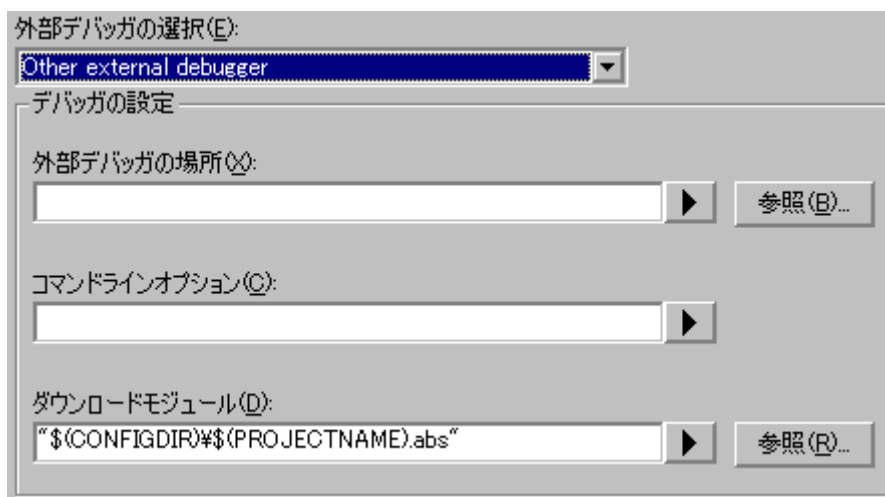 外部デバッガの選択(E):
Other external debugger
デバッガの設定
外部デバッガの場所(X):
参照(B)...
コマンドラインオプション(C):
ダウンロードモジュール(D):
"$(CONFIGDIR)¥$(PROJECTNAME).abs"
参照(R)...